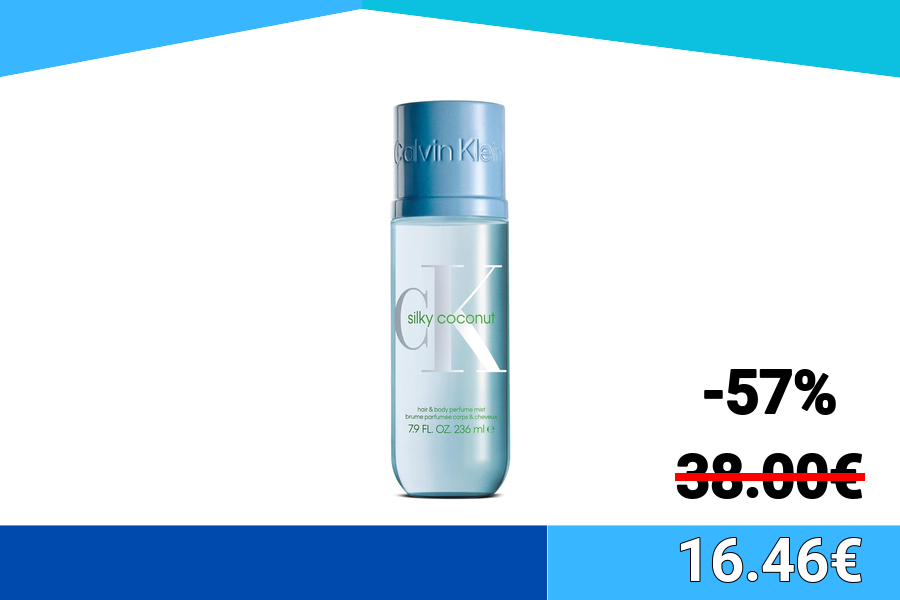 Calvin Klein
CK
silky coconut
hair & body perfume mist
brume parfumée corps & cheveux
7.9 FL. OZ. 236 ml ℮
-57%
38.00€
16.46€